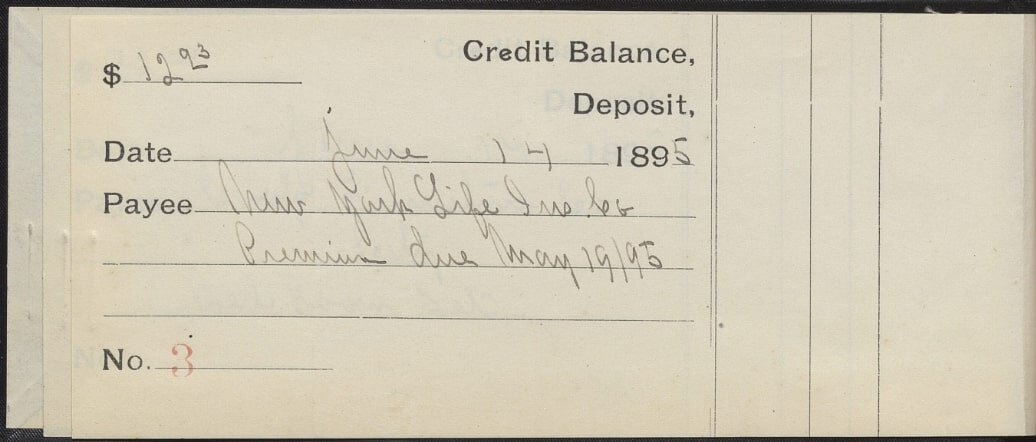 $ 12 93
Credit Balance,
Deposit,
Date June 14 1895
Payee New York Life Ins Co
Premium due May 19/95
No. 3